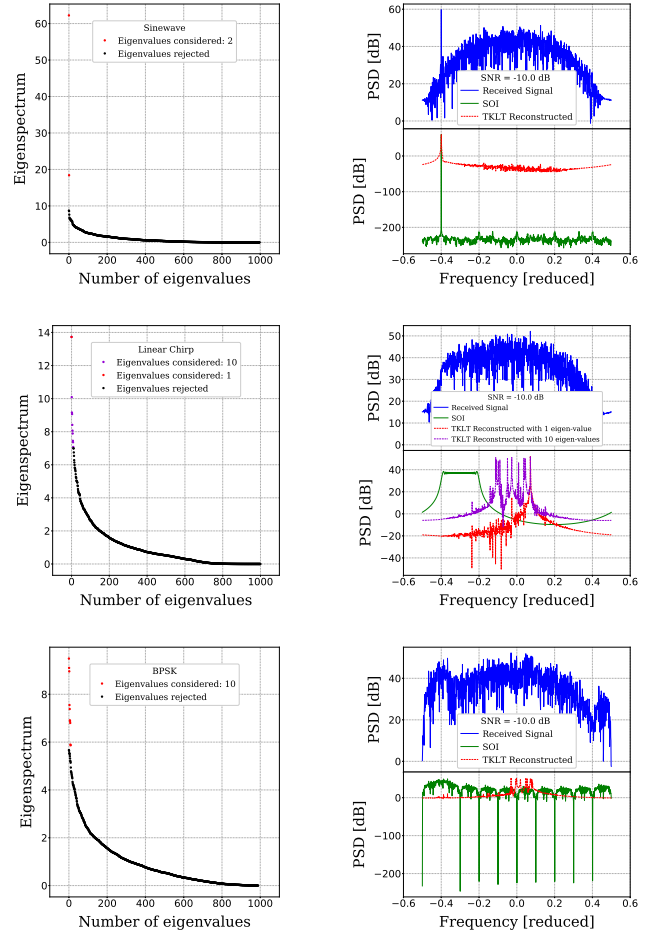 Sinewave
Eigenvalues considered: 2
Eigenvalues rejected
Eigenspectrum
60
50
40
30
20
10
0
0 200 400 600 800 1000
Number of eigenvalues
PSD [dB]
60
40
20
0
SNR = -10.0 dB
Received Signal
SOI
TKLT Reconstructed
PSD [dB]
0
−100
−200
−0.6 −0.4 −0.2 0.0 0.2 0.4 0.6
Frequency [reduced]
Linear Chirp
Eigenvalues considered: 10
Eigenvalues considered: 1
Eigenvalues rejected
Eigenspectrum
14
12
10
8
6
4
2
0
0 200 400 600 800 1000
Number of eigenvalues
PSD [dB]
50
40
30
20
10
0
SNR = -10.0 dB
Received Signal
SOI
TKLT Reconstructed with 1 eigen-value
TKLT Reconstructed with 10 eigen-values
PSD [dB]
40
20
0
−20
−40
−0.6 −0.4 −0.2 0.0 0.2 0.4 0.6
Frequency [reduced]
BPSK
Eigenvalues considered: 10
Eigenvalues rejected
Eigenspectrum
8
6
4
2
0
0 200 400 600 800 1000
Number of eigenvalues
PSD [dB]
40
20
0
SNR = -10.0 dB
Received Signal
SOI
TKLT Reconstructed
PSD [dB]
0
−100
−200
−0.6 −0.4 −0.2 0.0 0.2 0.4 0.6
Frequency [reduced]